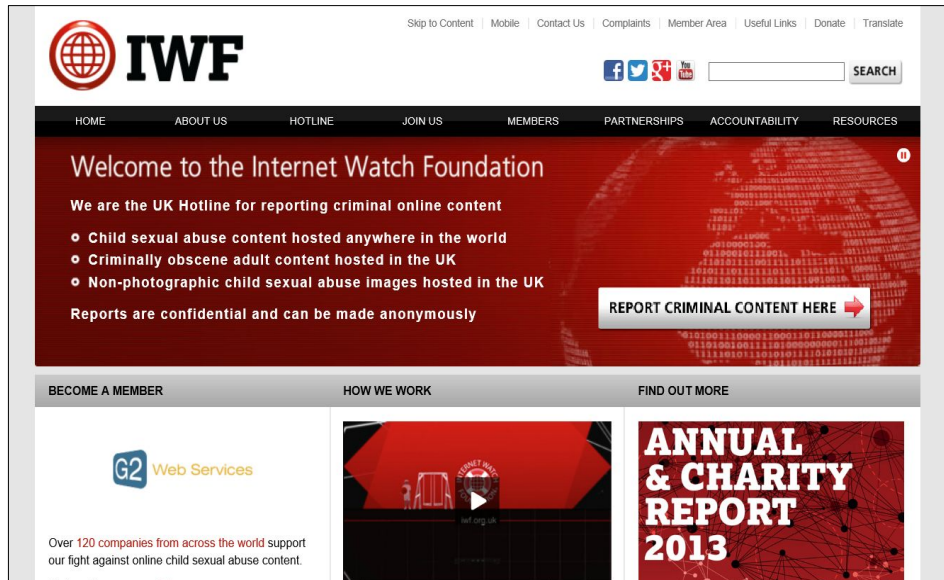 Skip to Content Mobile Contact Us Complaints Member Area Useful Links Donate Translate
IWF
You Tube
SEARCH
HOME ABOUT US HOTLINE JOIN US MEMBERS PARTNERSHIPS ACCOUNTABILITY RESOURCES
Welcome to the Internet Watch Foundation
We are the UK Hotline for reporting criminal online content
Child sexual abuse content hosted anywhere in the world
Criminally obscene adult content hosted in the UK
Non-photographic child sexual abuse images hosted in the UK
REPORT CRIMINAL CONTENT HERE
Reports are confidential and can be made anonymously
BECOME A MEMBER HOW WE WORK FIND OUT MORE
G2 Web Services
INTERNET WATCH
iwf.org.uk
ANNUAL
& CHARITY
REPORT
2013
Over 120 companies from across the world support
our fight against online child sexual abuse content.